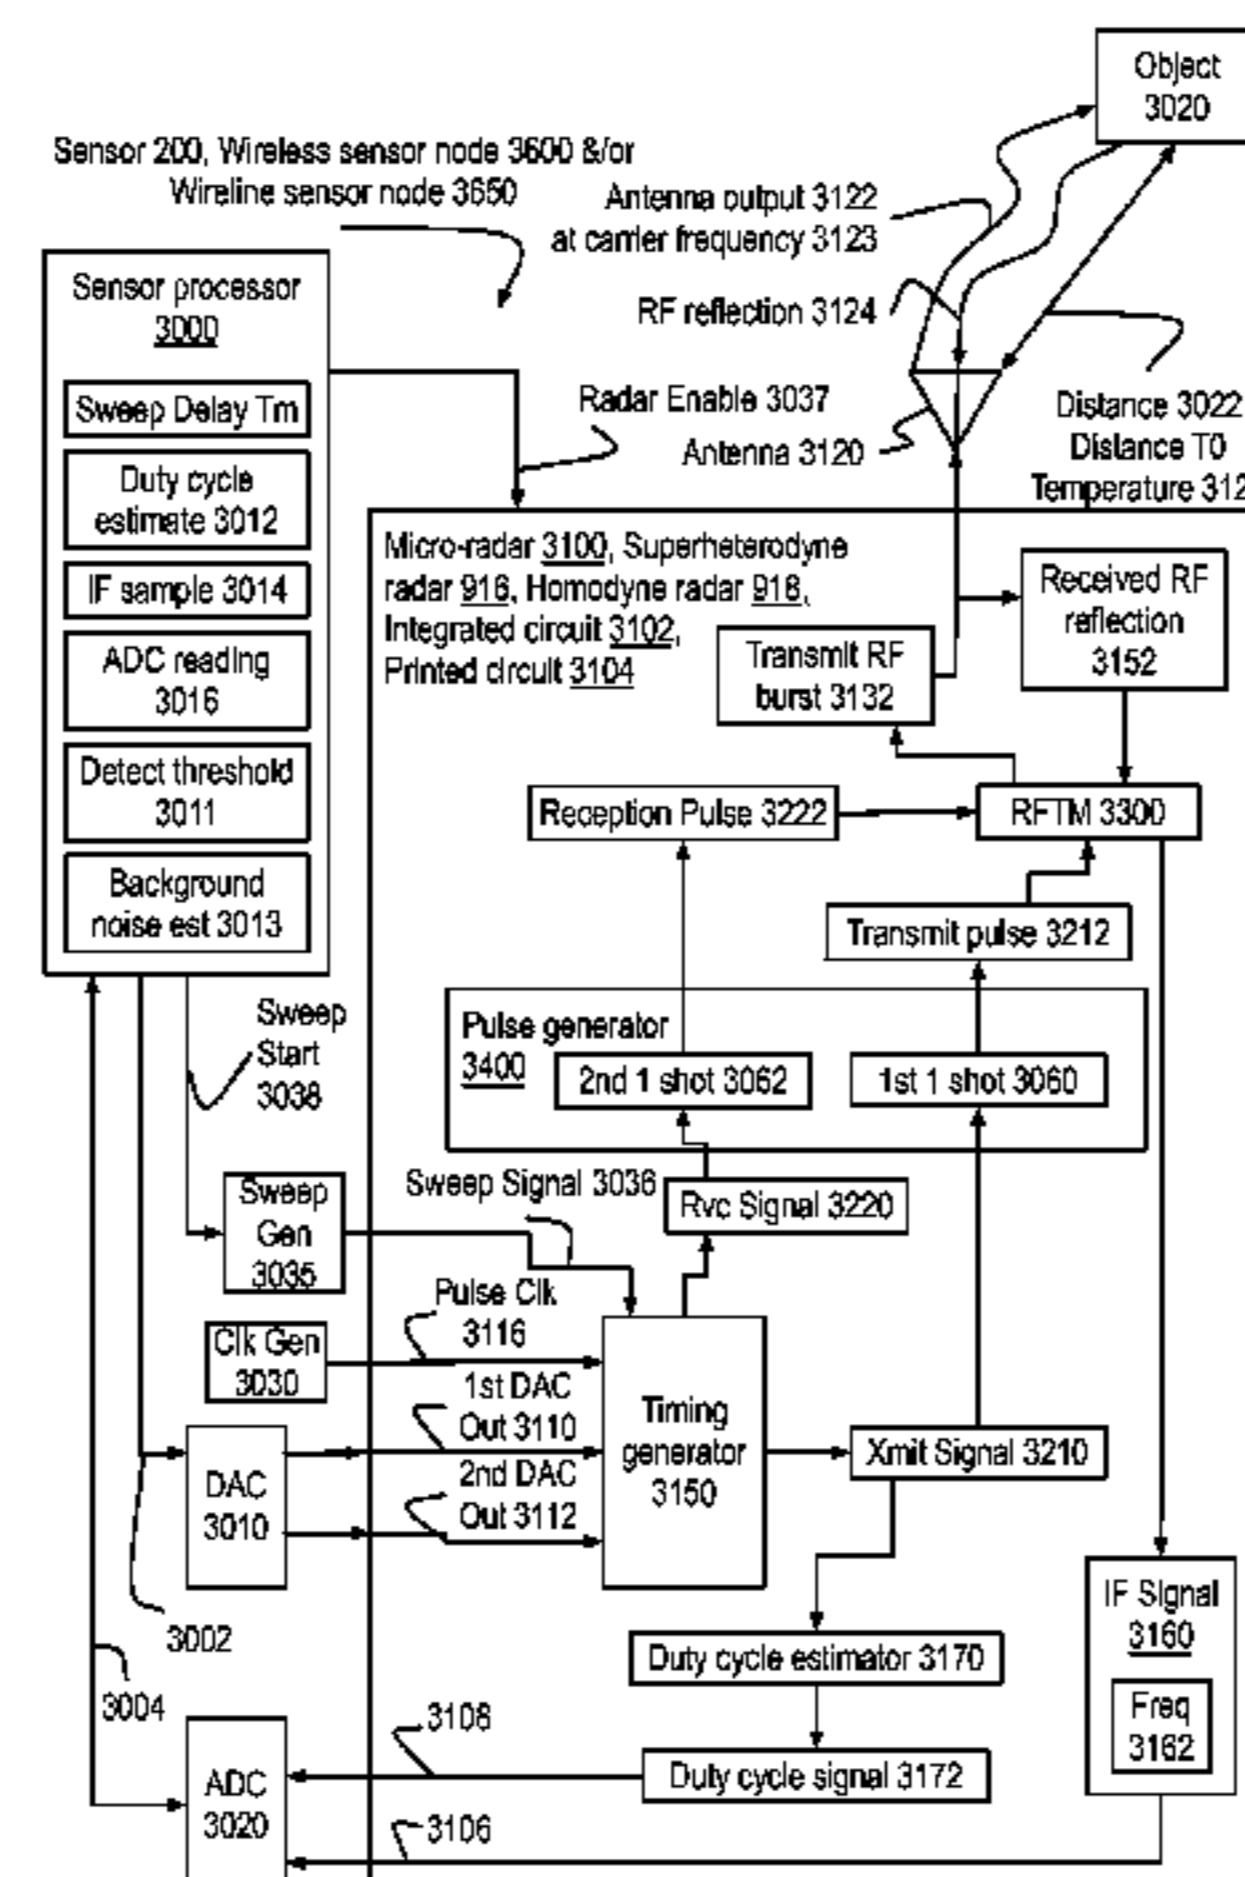 Object
3020
Sensor 200, Wireless sensor node 3600 &/or
Wireline sensor node 3650
Antenna output 3122
at carrier frequency 3123
RF reflection 3124
Sensor processor
3000
Sweep Delay Tm
Duty cycle
estimate 3012
IF sample 3014
ADC reading
3016
Detect threshold
3011
Background
noise est 3013
Radar Enable 3037
Antenna 3120
Distance 3022
Distance T0
Temperature 312
Micro-radar 3100, Superheterodyne
radar 916, Homodyne radar 918,
Integrated circuit 3102,
Printed circuit 3104
Received RF
reflection
3152
Transmit RF
burst 3132
Reception Pulse 3222
RFTM 3300
Transmit pulse 3212
Pulse generator
3400
2nd 1 shot 3062
1st 1 shot 3060
Sweep
Start
3038
Sweep Signal 3036
Rvc Signal 3220
Sweep
Gen
3035
Pulse Clk
3116
Clk Gen
3030
1st DAC
Out 3110
2nd DAC
Out 3112
Timing
generator
3150
Xmit Signal 3210
DAC
3010
3002
3004
IF Signal
3160
Freq
3162
Duty cycle estimator 3170
3108
Duty cycle signal 3172
ADC
3020
3106